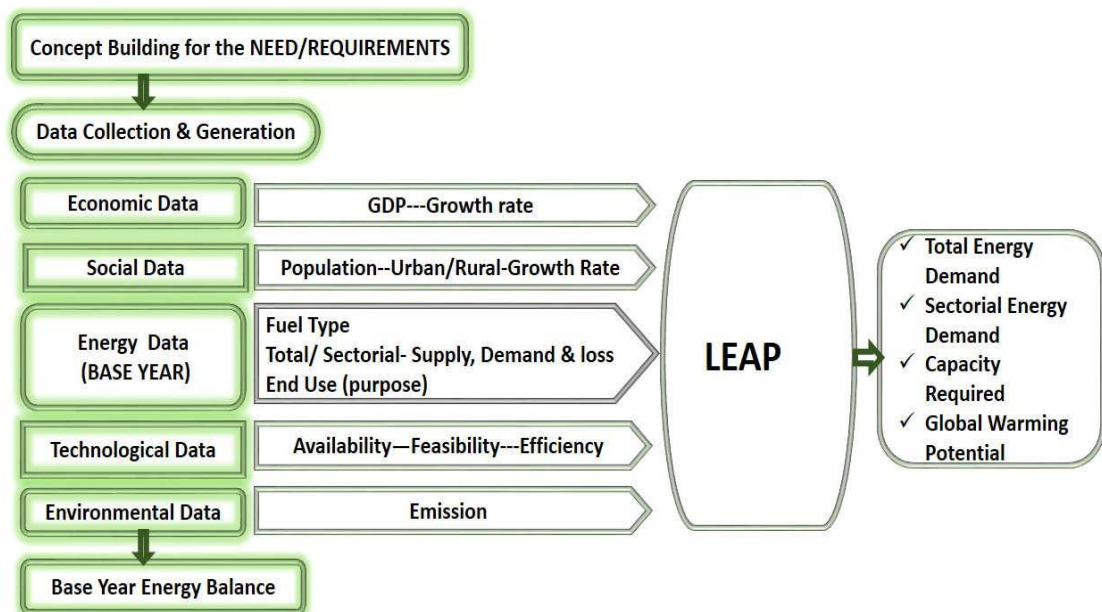 Concept Building for the NEED/REQUIREMENTS
Data Collection & Generation
Economic Data
GDP---Growth rate
Social Data
Population--Urban/Rural-Growth Rate
Energy Data
(BASE YEAR)
Fuel Type
Total/ Sectorial- Supply, Demand & loss
End Use (purpose)
Technological Data
Availability—Feasibility---Efficiency
Environmental Data
Emission
Base Year Energy Balance
LEAP
✓ Total Energy
Demand
✓ Sectorial Energy
Demand
✓ Capacity
Required
✓ Global Warming
Potential